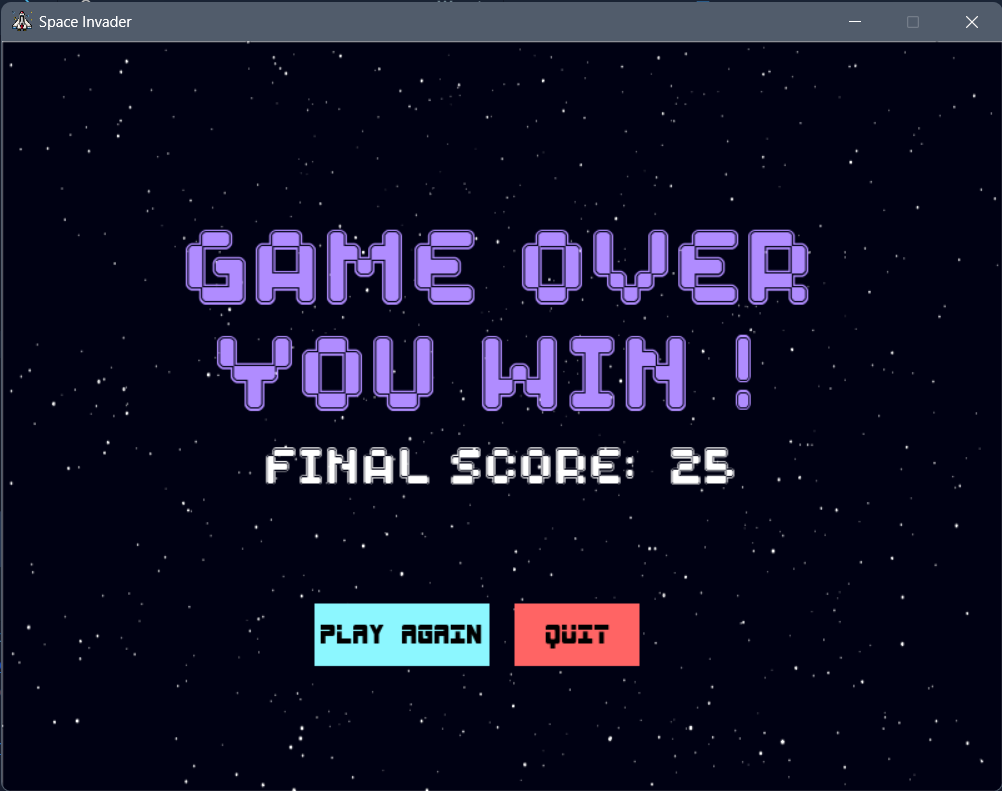 Space Invader
GAME OVER
YOU WIN !
FINAL SCORE: 25
PLAY AGAIN
QUIT